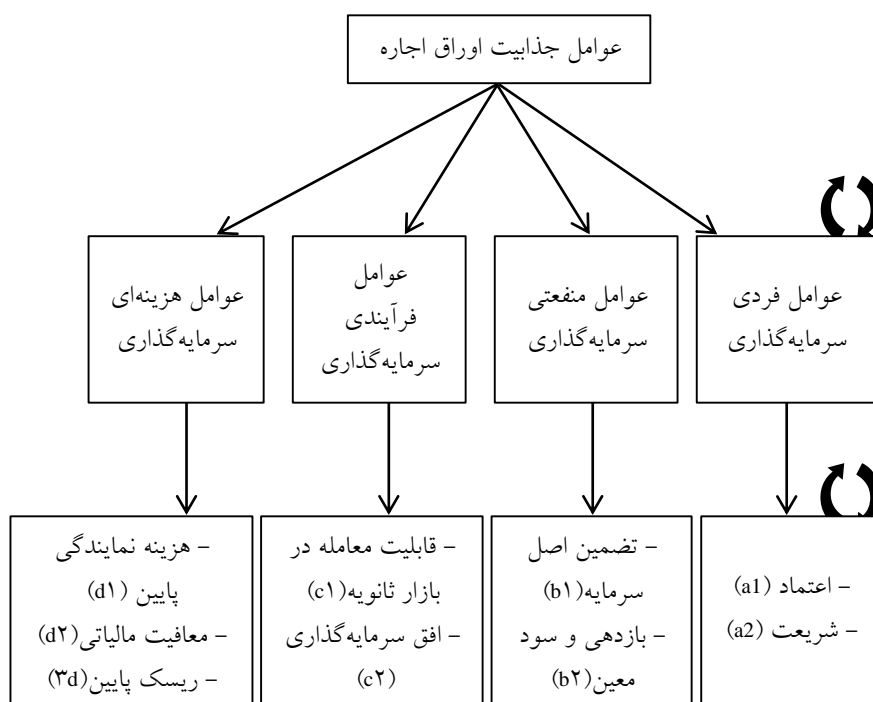 عوامل جذابیت اوراق اجاره
عوامل فردی
سرمایه‌گذاری
عوامل منفعتی
سرمایه‌گذاری
عوامل
فرآیندی
سرمایه‌گذاری
عوامل هزینه‌ای
سرمایه‌گذاری
– اعتماد (a1)
– شریعت (a2)
– تضمین اصل
سرمایه(b۱)
– بازدهی و سود
معین(b۲)
– قابلیت معامله در
بازار ثانویه(c۱)
– افق سرمایه‌گذاری
(c۲)
– هزینه نمایندگی
پایین (d۱)
– معافیت مالیاتی(d۲)
– ریسک پایین(۳d)